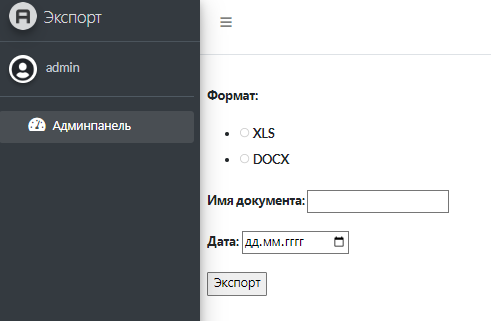 Экспорт
admin
Админпанель
Формат:
XLS
DOCX
Имя документа:
Дата: дд.мм.гггг
Экспорт